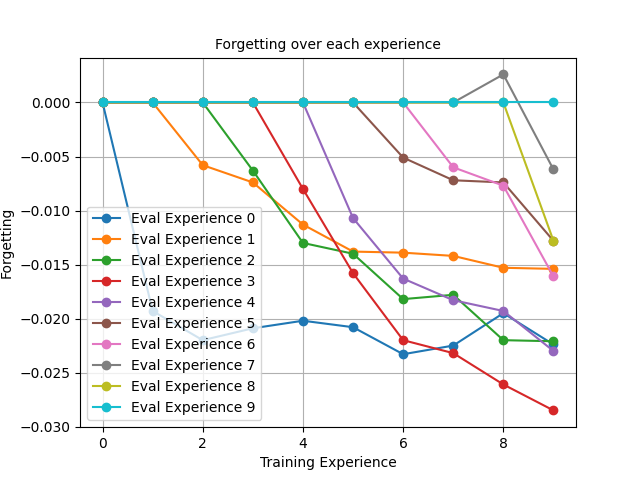 Forgetting over each experience
0.000
−0.005
−0.010
−0.015
−0.020
−0.025
−0.030
Forgetting
Eval Experience 0
Eval Experience 1
Eval Experience 2
Eval Experience 3
Eval Experience 4
Eval Experience 5
Eval Experience 6
Eval Experience 7
Eval Experience 8
Eval Experience 9
0 2 4 6 8
Training Experience